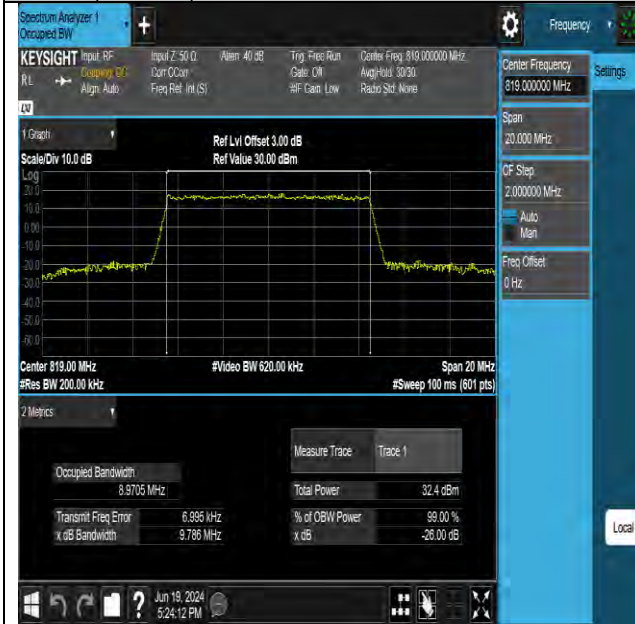 Spectrum Analyzer 1
Occupied BW
Frequency
KEYSIGHT Input: RF Input Z: 50 Ω Atten: 40 dB Trig: Free Run Center Freq: 819.000000 MHz
RL Coupling: DC Corr CCorr Gate: Off Avg|Hold: 30/30
Align: Auto Freq Ref: Int (S) #IF Gain: Low Radio Std: None
Center Frequency
819.000000 MHz
Settings
Span
20.000 MHz
CF Step
2.000000 MHz
Auto
Man
Freq Offset
0 Hz
1 Graph
Ref Lvl Offset 3.00 dB
Scale/Div 10.0 dB Ref Value 30.00 dBm
Log
20.0
10.0
0.00
-10.0
-20.0
-30.0
-40.0
-50.0
-60.0
Center 819.00 MHz #Video BW 620.00 kHz Span 20 MHz
#Res BW 200.00 kHz #Sweep 100 ms (601 pts)
2 Metrics
Measure Trace Trace 1
Occupied Bandwidth
8.9705 MHz Total Power 32.4 dBm
Transmit Freq Error 6.995 kHz % of OBW Power 99.00 %
x dB Bandwidth 9.786 MHz x dB -26.00 dB
Local
?
Jun 19, 2024
5:24:12 PM